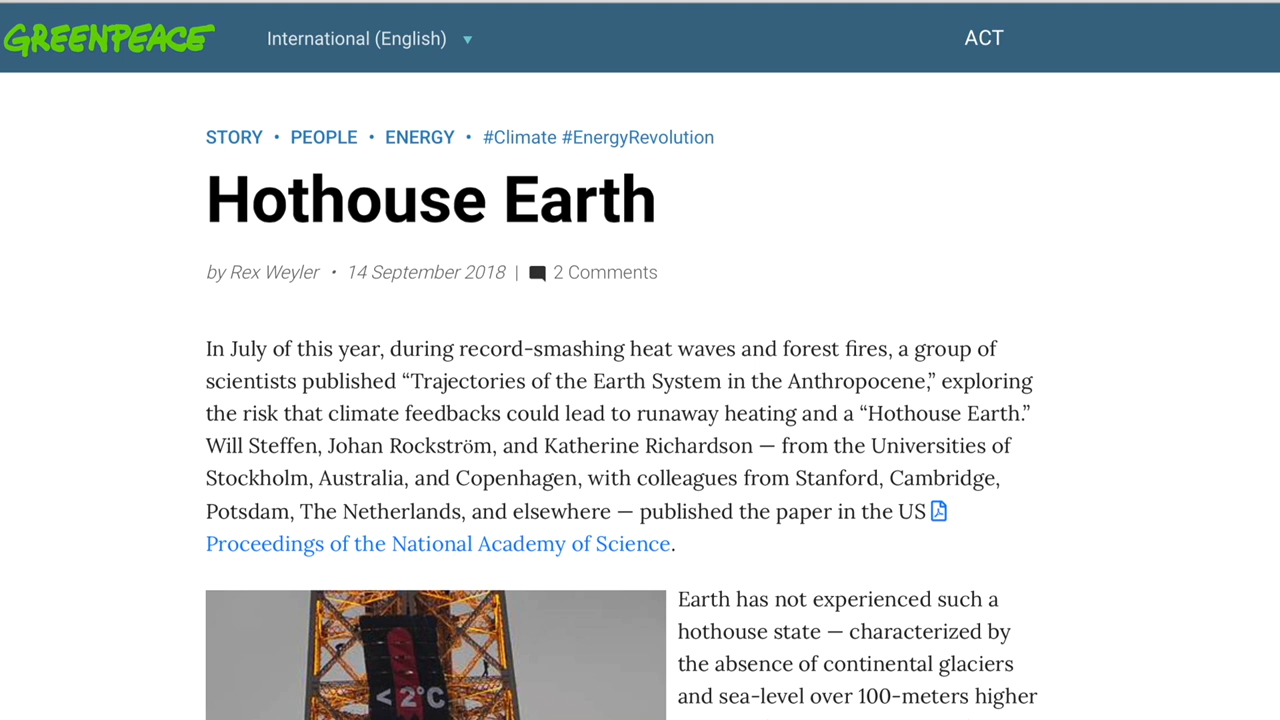 GREENPEACE International (English) ▼ ACT
STORY • PEOPLE • ENERGY • #Climate #EnergyRevolution
Hothouse Earth
by Rex Weyler • 14 September 2018 | 2 Comments
In July of this year, during record-smashing heat waves and forest fires, a group of
scientists published “Trajectories of the Earth System in the Anthropocene,” exploring
the risk that climate feedbacks could lead to runaway heating and a “Hothouse Earth.”
Will Steffen, Johan Rockström, and Katherine Richardson — from the Universities of
Stockholm, Australia, and Copenhagen, with colleagues from Stanford, Cambridge,
Potsdam, The Netherlands, and elsewhere — published the paper in the US
Proceedings of the National Academy of Science.
< 2°C
Earth has not experienced such a
hothouse state — characterized by
the absence of continental glaciers
and sea-level over 100-meters higher